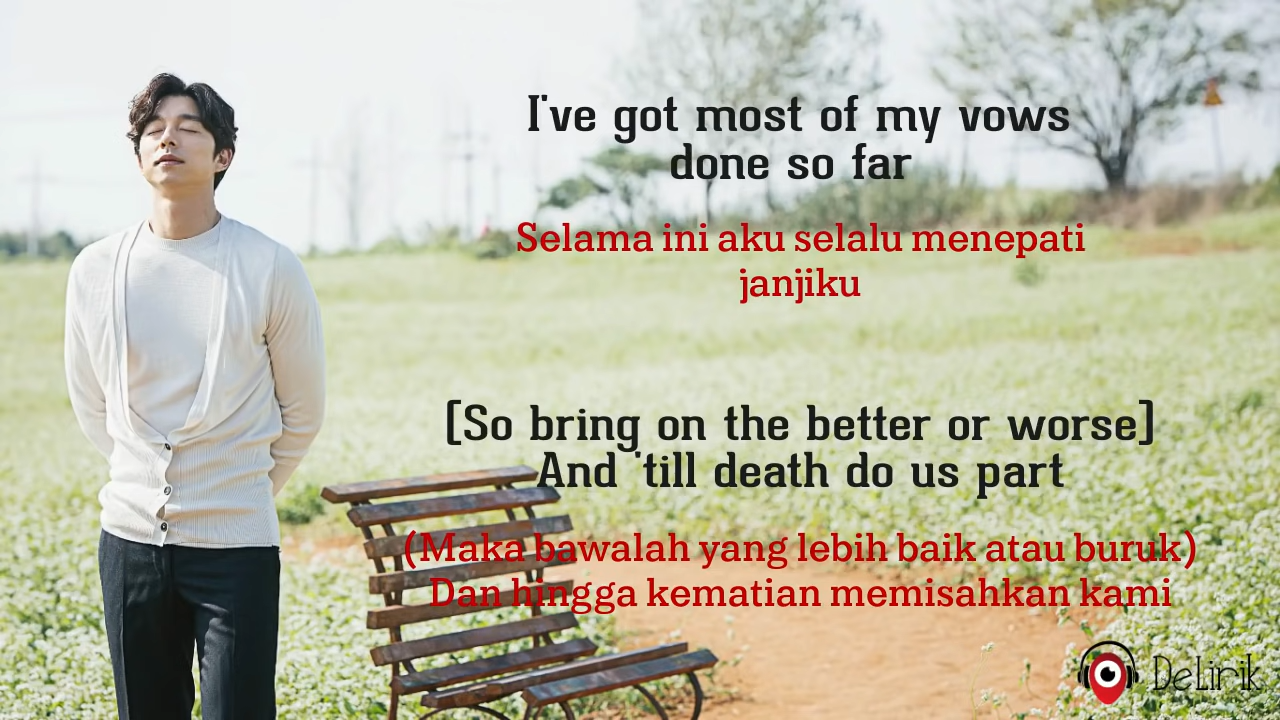 I've got most of my vows
done so far
Selama ini aku selalu menepati
janjiku
[So bring on the better or worse]
And 'till death do us part
(Maka bawalah yang lebih baik atau buruk)
Dan hingga kematian memisahkan kami
DeLirik